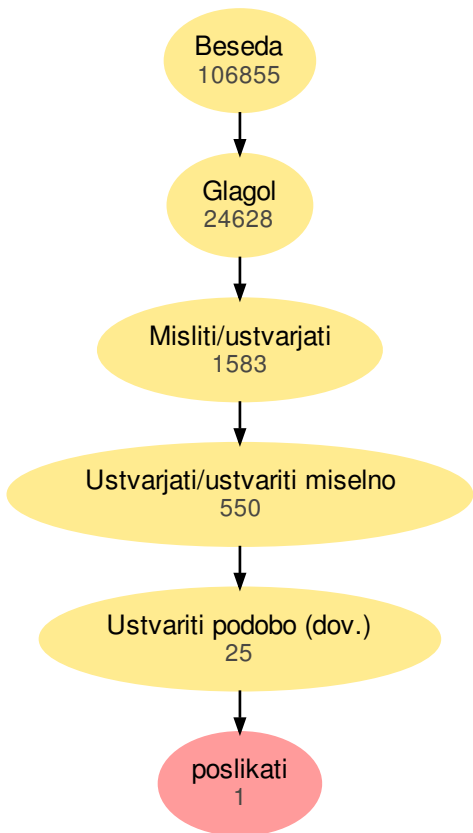 Beseda
106855
Glagol
24628
Misliti/ustvarjati
1583
Ustvarjati/ustvariti miselno
550
Ustvariti podobo (dov.)
25
poslikati
1